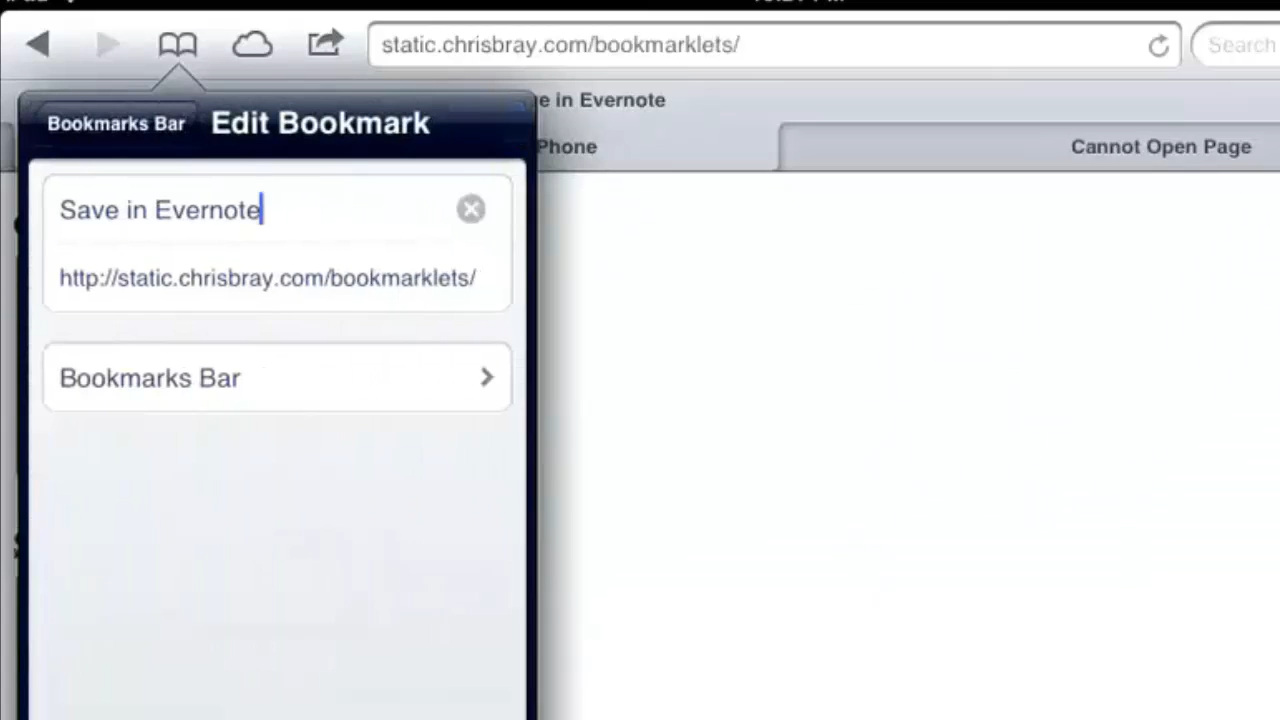 static.chrisbray.com/bookmarklets/
Search
e in Evernote
Bookmarks Bar
Edit Bookmark
Phone
Cannot Open Page
Save in Evernote
http://static.chrisbray.com/bookmarklets/
Bookmarks Bar